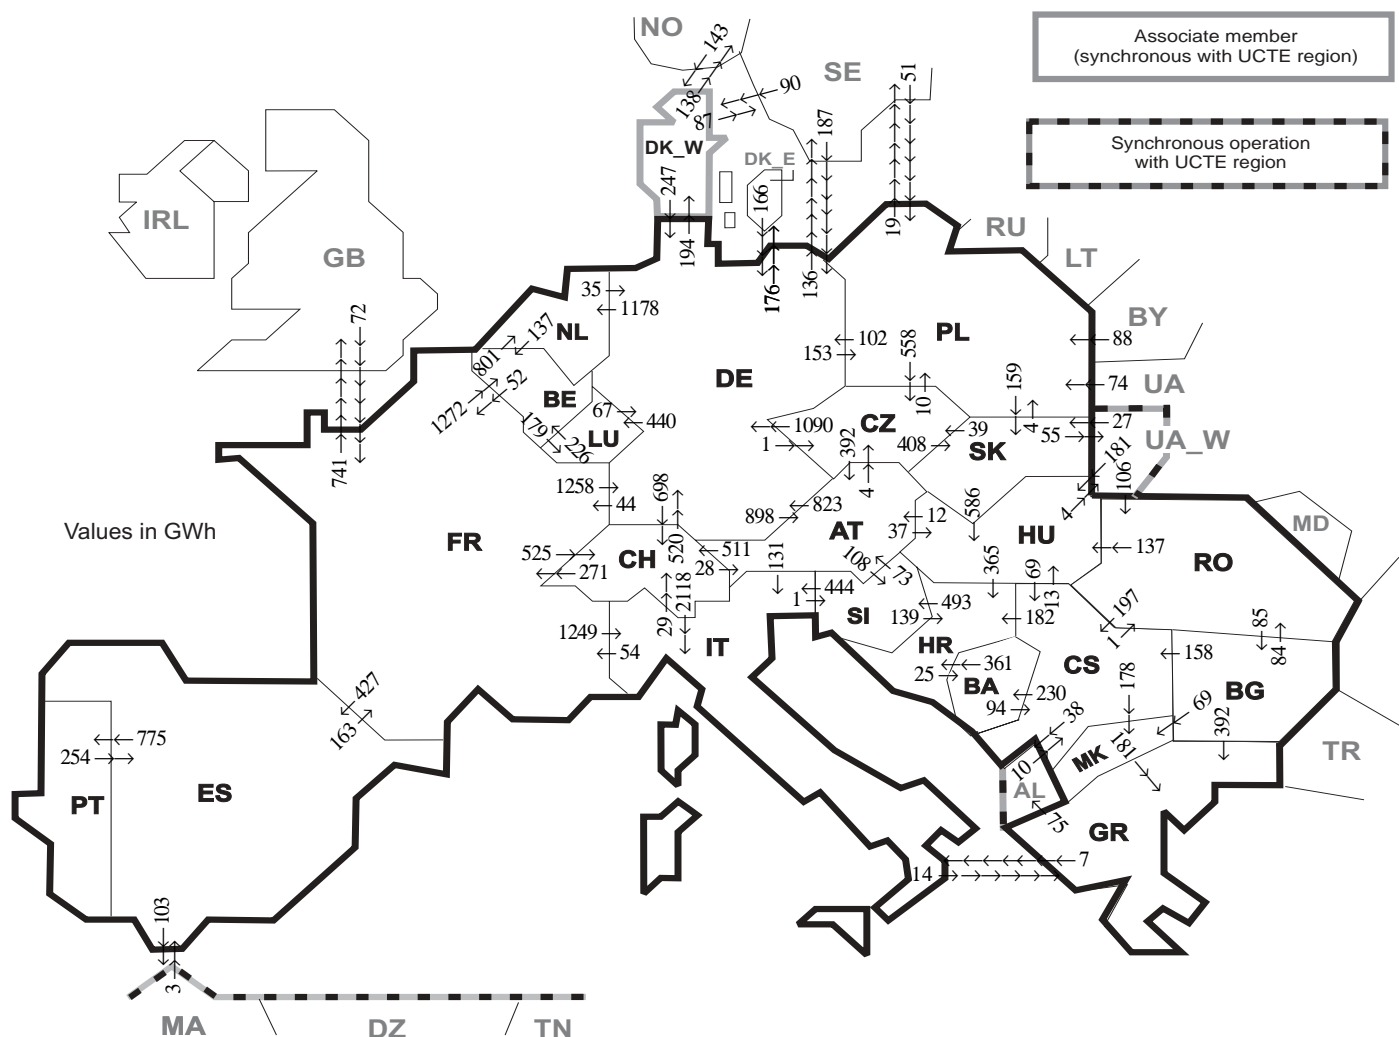 NO
143
Associate member
(synchronous with UCTE region)
SE
51
90
138
87
187
Synchronous operation
with UCTE region
DK_W
DK_E
247
166
IRL
GB
194
176
136
19
RU
LT
35
1178
72
137
NL
801
BY
88
102
153
558
PL
DE
52
BE
1272
10
159
4
74
UA
67
440
179
226
LU
1090
1
392
CZ
39
408
SK
27
55
UA_W
181
106
741
1258
44
698
4
898
823
586
4
Values in GWh
FR
AT
12
37
HU
MD
525
271
CH
520
511
28
131
108
73
365
69
13
137
RO
2118
29
444
1
SI
139
493
182
197
1
85
84
1249
54
IT
HR
361
25
BA
CS
178
158
BG
427
163
230
94
38
69
392
775
254
10
MK
181
TR
PT
ES
AL
75
GR
7
14
103
3
MA
DZ
TN